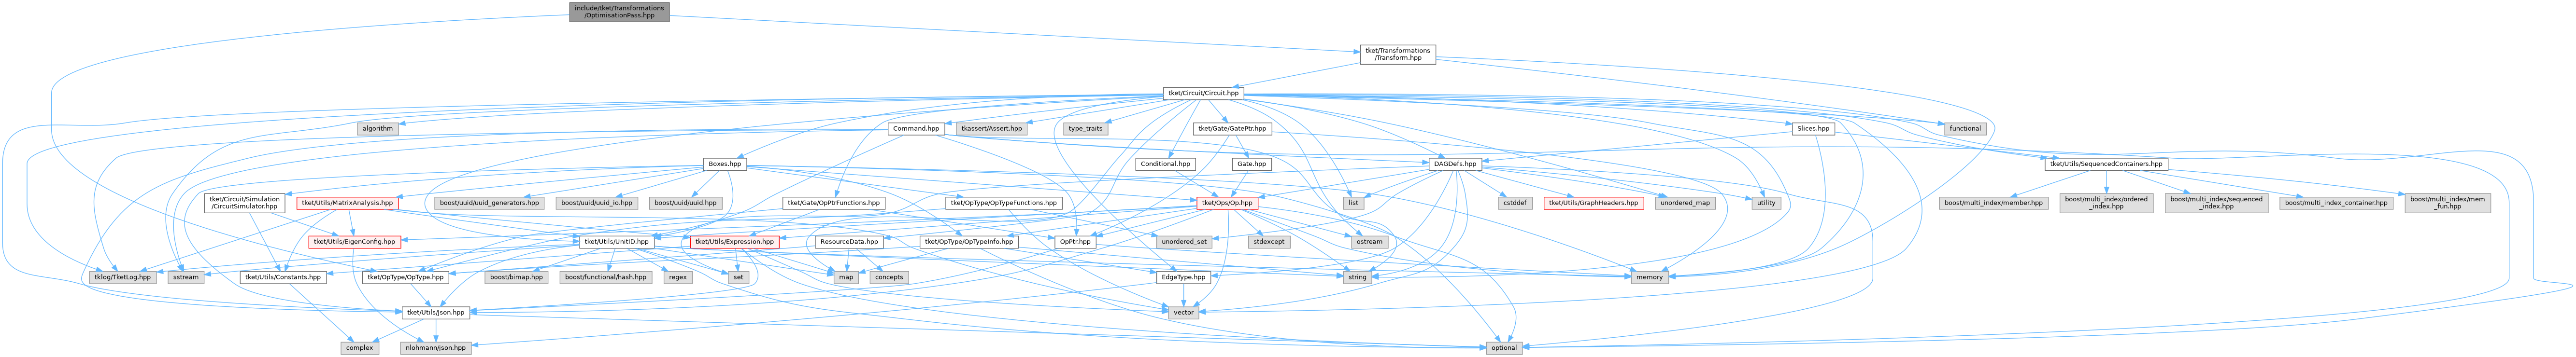 include/tket/Transformations
/OptimisationPass.hpp
tket/Transformations
/Transform.hpp
tket/Circuit/Circuit.hpp
algorithm
Command.hpp
tkassert/Assert.hpp
type_traits
tket/Gate/GatePtr.hpp
Slices.hpp
functional
Boxes.hpp
Conditional.hpp
Gate.hpp
DAGDefs.hpp
tket/Utils/SequencedContainers.hpp
tket/Circuit/Simulation
/CircuitSimulator.hpp
tket/Utils/MatrixAnalysis.hpp
boost/uuid/uuid_generators.hpp
boost/uuid/uuid_io.hpp
boost/uuid/uuid.hpp
tket/Gate/OpPtrFunctions.hpp
tket/OpType/OpTypeFunctions.hpp
tket/Ops/Op.hpp
list
cstddef
tket/Utils/GraphHeaders.hpp
unordered_map
utility
boost/multi_index/member.hpp
boost/multi_index/ordered
_index.hpp
boost/multi_index/sequenced
_index.hpp
boost/multi_index_container.hpp
boost/multi_index/mem
_fun.hpp
tket/Utils/EigenConfig.hpp
tket/Utils/UnitID.hpp
tket/Utils/Expression.hpp
ResourceData.hpp
tket/OpType/OpTypeInfo.hpp
OpPtr.hpp
unordered_set
stdexcept
ostream
tklog/TketLog.hpp
sstream
tket/Utils/Constants.hpp
tket/OpType/OpType.hpp
boost/bimap.hpp
boost/functional/hash.hpp
regex
set
map
concepts
EdgeType.hpp
string
memory
tket/Utils/Json.hpp
vector
complex
nlohmann/json.hpp
optional